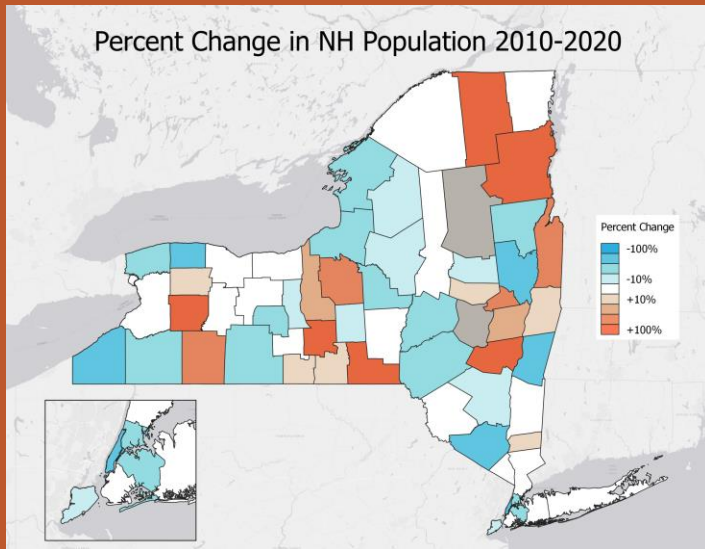 Percent Change in NH Population 2010-2020
Percent Change
-100%
-10%
+10%
+100%